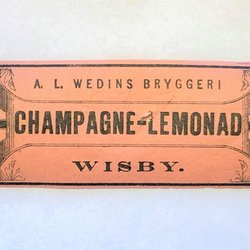 A. L. WEDINS BRYGGERI
CHAMPAGNE-LEMONAD
WISBY.